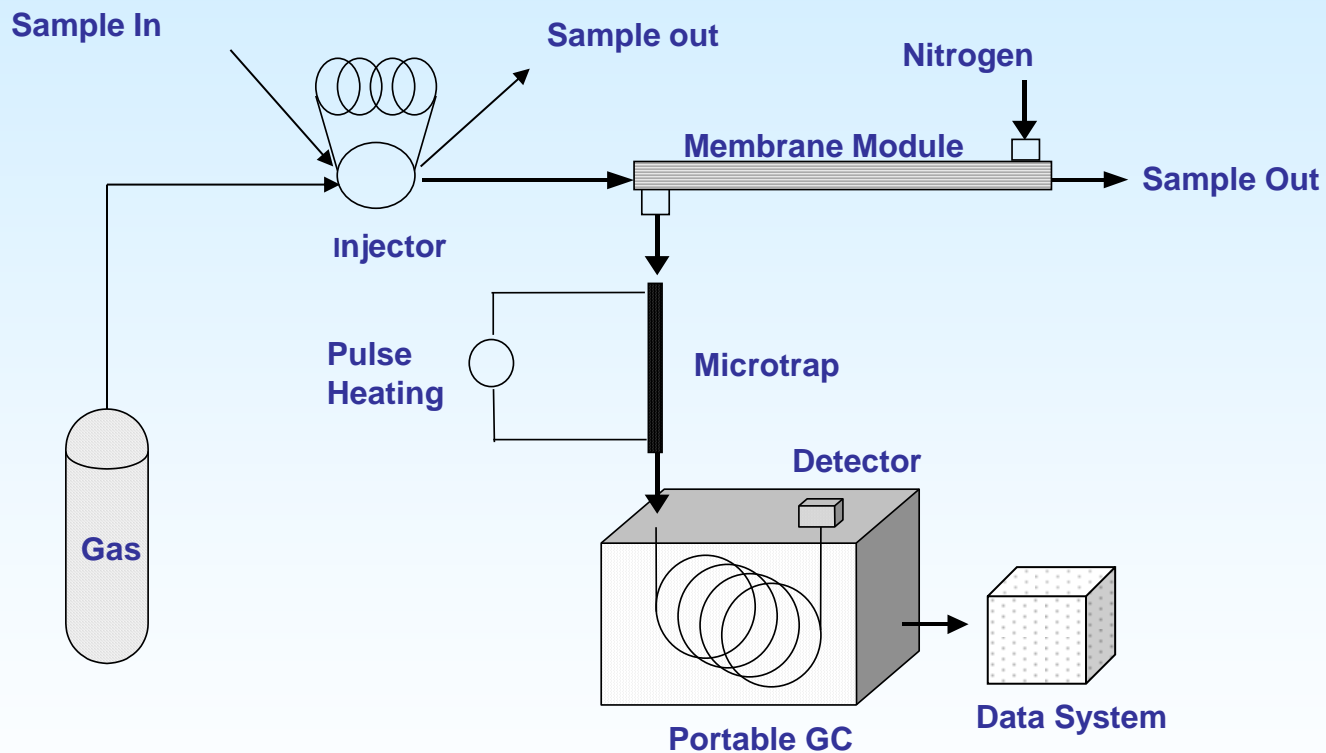 Sample In
Sample out
Nitrogen
Membrane Module
Sample Out
Injector
Pulse
Heating
Microtrap
Detector
Gas
Data System
Portable GC